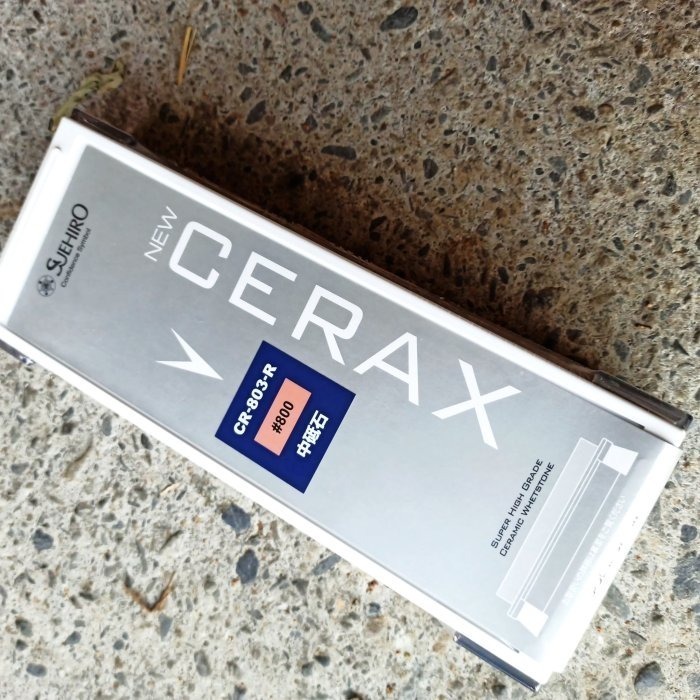 SUEHIRO
Confidence Symbol
NEW
CERAX
CR-803-R
#800
中砥石
SUPER HIGH GRADE
CERAMIC WHETSTONE